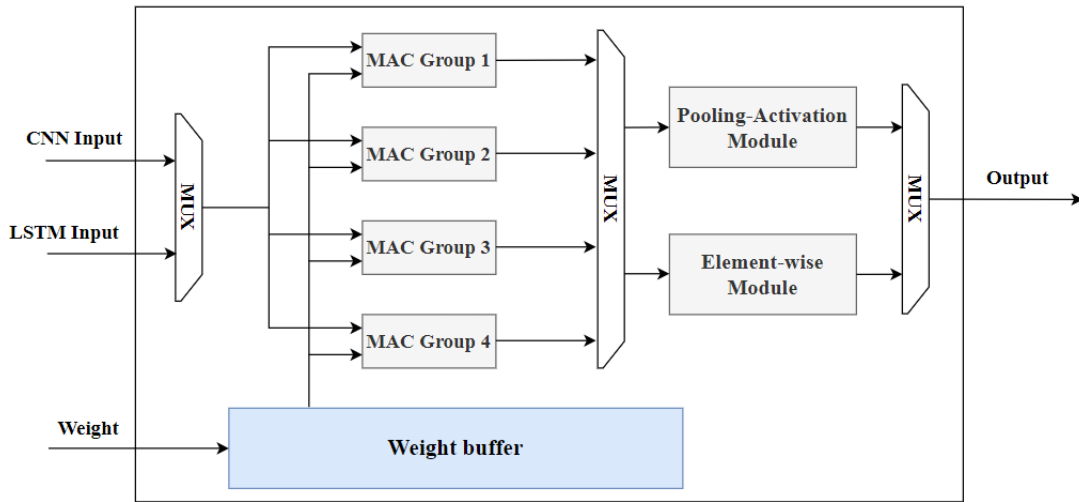 MAC Group 1
CNN Input
MUX
MAC Group 2
MUX
Pooling-Activation
Module
MUX
Output
LSTM Input
MAC Group 3
Element-wise
Module
MAC Group 4
Weight
Weight buffer